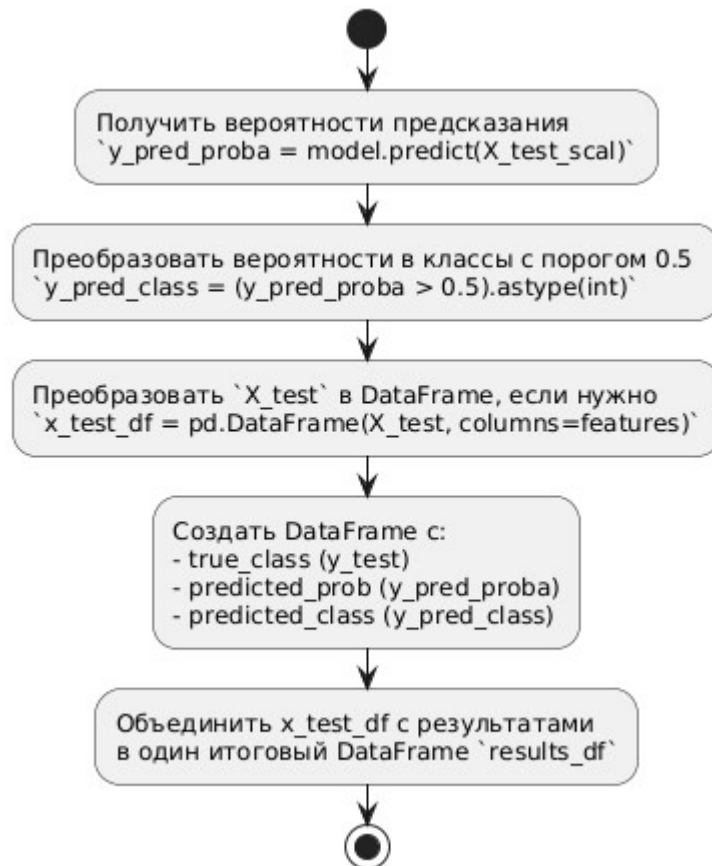 Получить вероятности предсказания
`y_pred_proba = model.predict(X_test_scal)`
Преобразовать вероятности в классы с порогом 0.5
`y_pred_class = (y_pred_proba > 0.5).astype(int)`
Преобразовать `X_test` в DataFrame, если нужно
`x_test_df = pd.DataFrame(X_test, columns=features)`
Создать DataFrame с:
- true_class (y_test)
- predicted_prob (y_pred_proba)
- predicted_class (y_pred_class)
Объединить x_test_df с результатами
в один итоговый DataFrame `results_df`